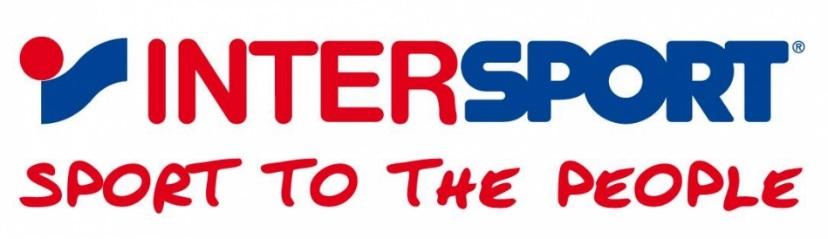 INTERSPORT®
SPORT TO THE PEOPLE